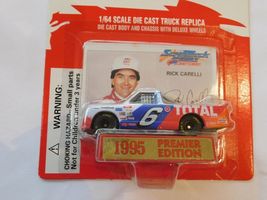 1/64 SCALE DIE CAST TRUCK REPLICA
DIE CAST BODY AND CHASSIS WITH DELUXE WHEELS
RICK CARELLI
6
TOTAL
1995 PREMIER EDITION
WARNING:
CHOKING HAZARD-Small parts
Not for Children under 3 years